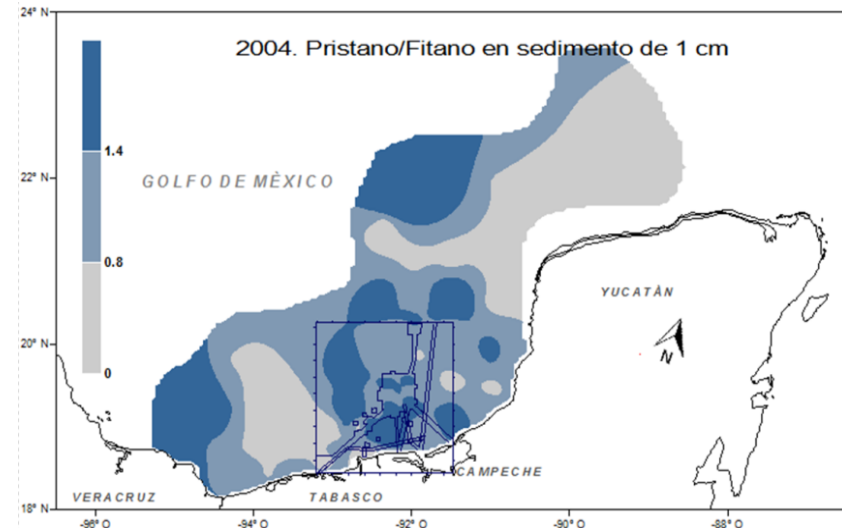 24° N
2004. Pristano/Fitano en sedimento de 1 cm
1.4
22° N
GOLFO DE MÈXICO
0.8
YUCATÀN
20° N
N
0
CAMPECHE
18° N
VERACRUZ
TABASCO
-96° O
-94° O
-92° O
-90° O
-88° O